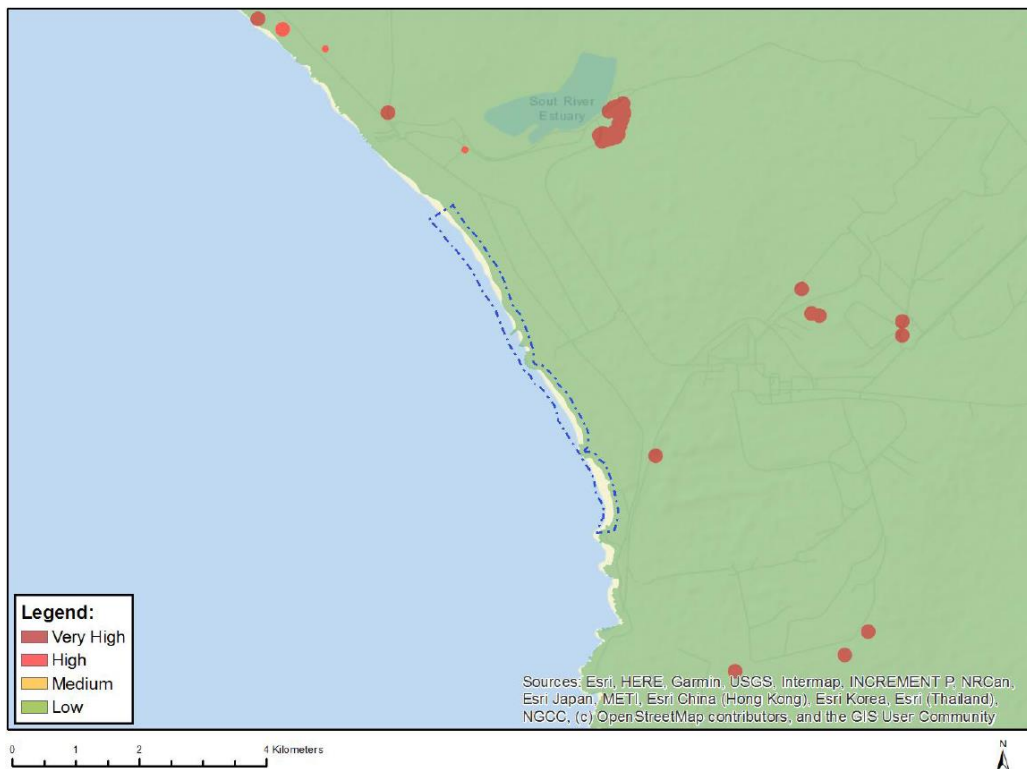 Sout River
Estuary
Legend:
Very High
High
Medium
Low
Sources: Esri, HERE, Garmin, USGS, Intermap, INCREMENT P, NRCan,
Esri Japan, METI, Esri China (Hong Kong), Esri Korea, Esri (Thailand),
NGCC, (c) OpenStreetMap contributors, and the GIS User Community
0 1 2 4 Kilometers
N